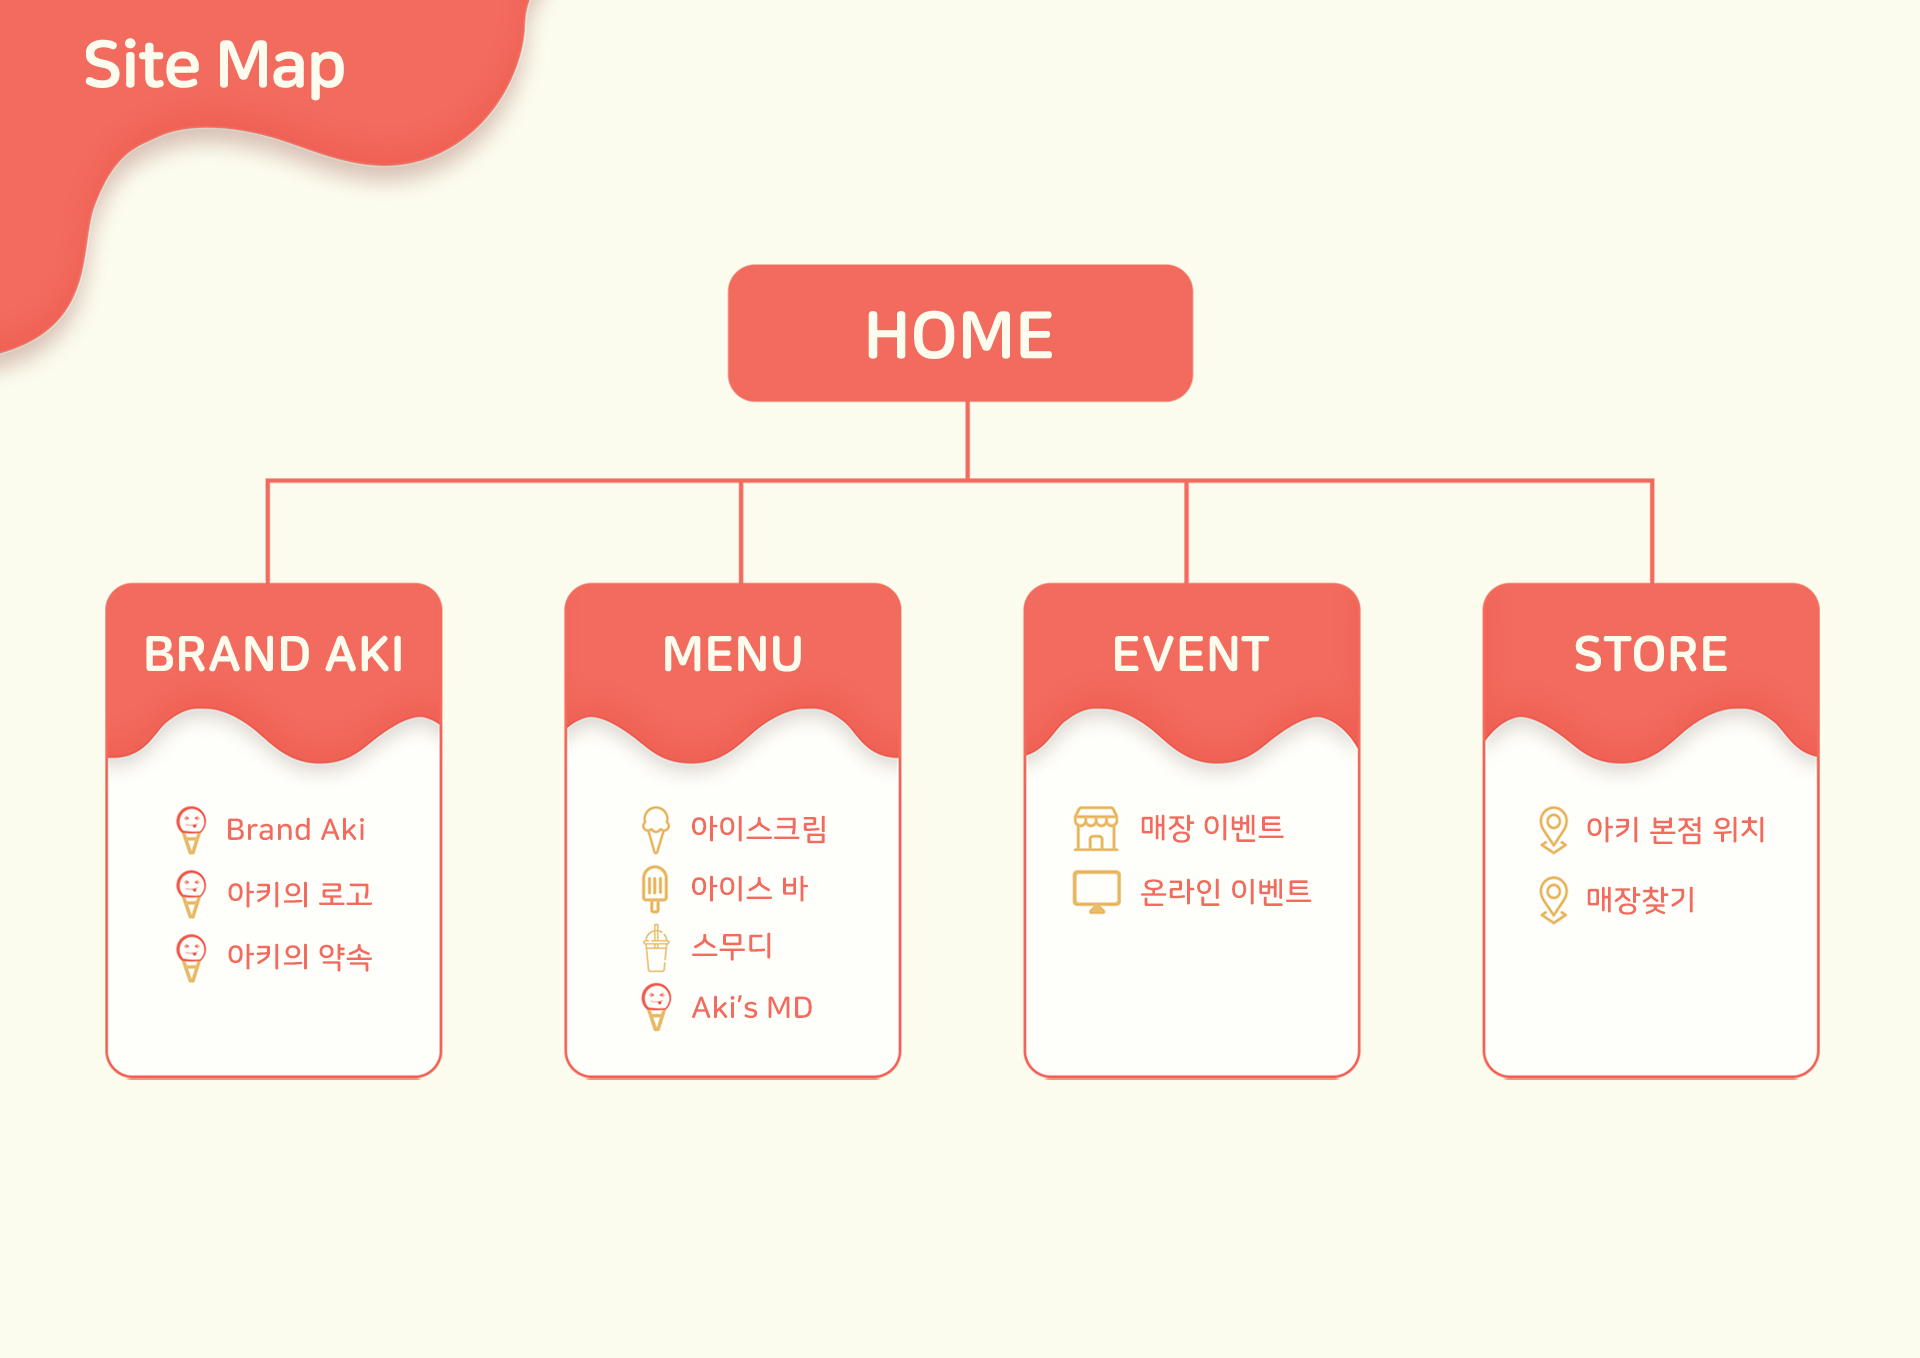 Site Map
HOME
BRAND AKI
Brand Aki
아키의 로고
아키의 약속
MENU
아이스크림
아이스 바
스무디
Aki’s MD
EVENT
매장 이벤트
온라인 이벤트
STORE
아키 본점 위치
매장찾기